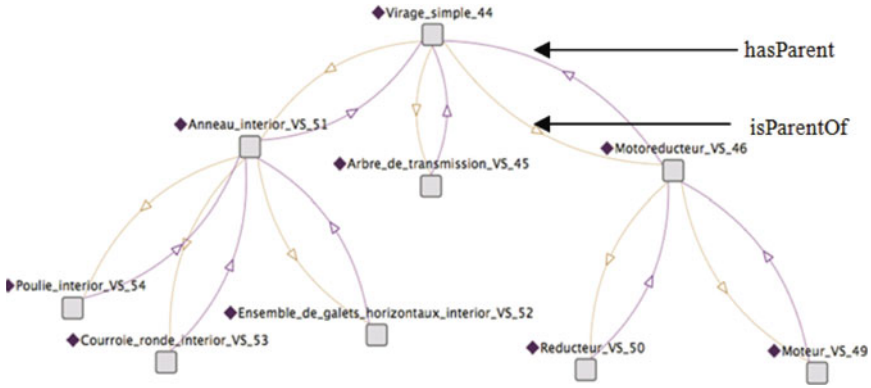 Virage_simple_44
hasParent
Anneau_interior_VS_51
isParentOf
Motoreducteur_VS_46
Arbre_de_transmission_VS_45
Poulie_interior_VS_54
Ensemble_de_galets_horizontaux_interior_VS_52
Courroie_ronde_interior_VS_53
Reducteur_VS_50
Moteur_VS_49